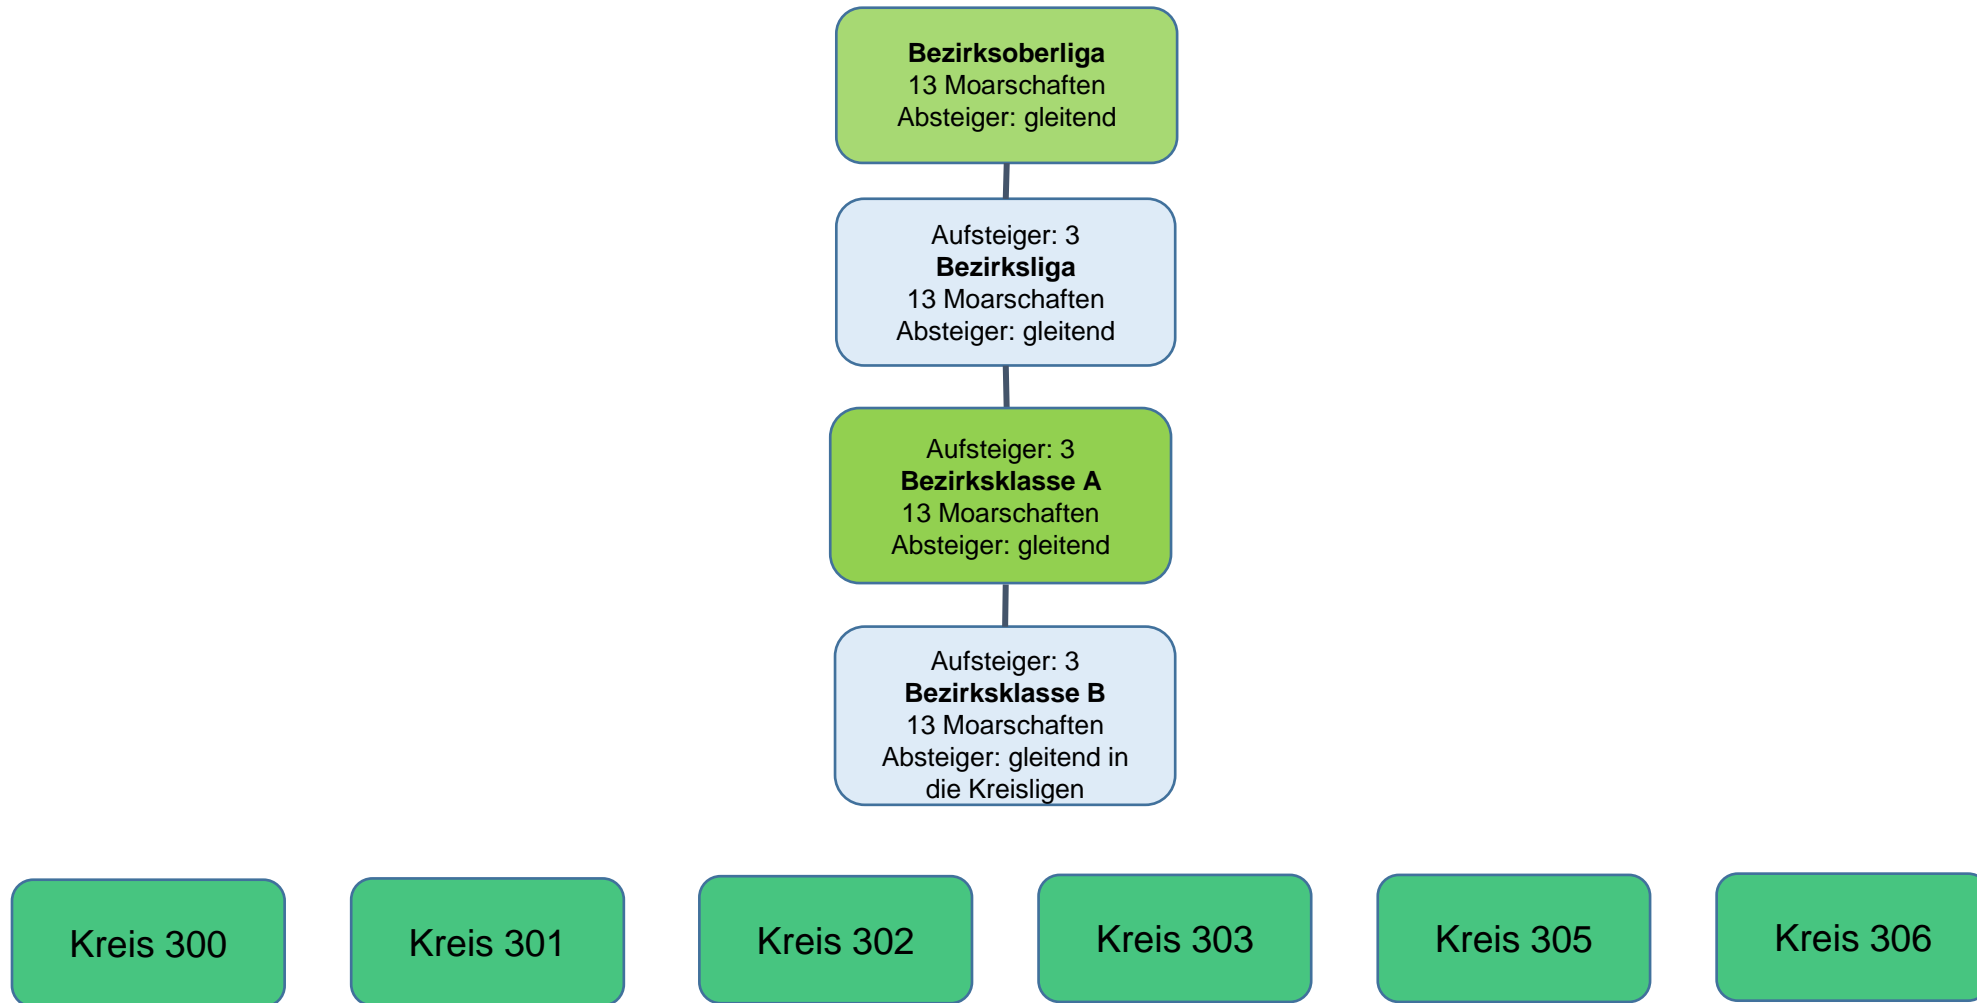 Bezirksoberliga
13 Moarschaften
Absteiger: gleitend
Aufsteiger: 3
Bezirksliga
13 Moarschaften
Absteiger: gleitend
Aufsteiger: 3
Bezirksklasse A
13 Moarschaften
Absteiger: gleitend
Aufsteiger: 3
Bezirksklasse B
13 Moarschaften
Absteiger: gleitend in
die Kreisligen
Kreis 300
Kreis 301
Kreis 302
Kreis 303
Kreis 305
Kreis 306